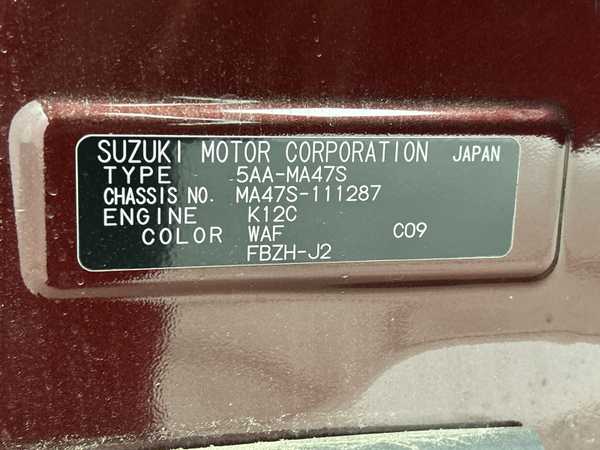 SUZUKI MOTOR CORPORATION JAPAN
TYPE 5AA-MA47S
CHASSIS NO. MA47S-111287
ENGINE K12C
COLOR WAF C09
FBZH-J2